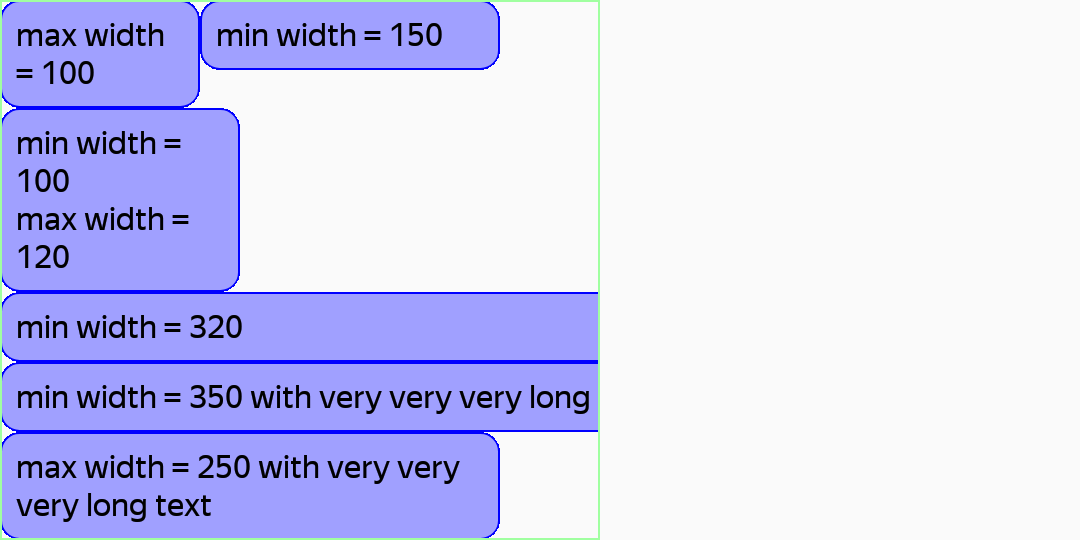 max width
= 100
min width = 150
min width =
100
max width =
120
min width = 320
min width = 350 with very very very long
max width = 250 with very very
very long text